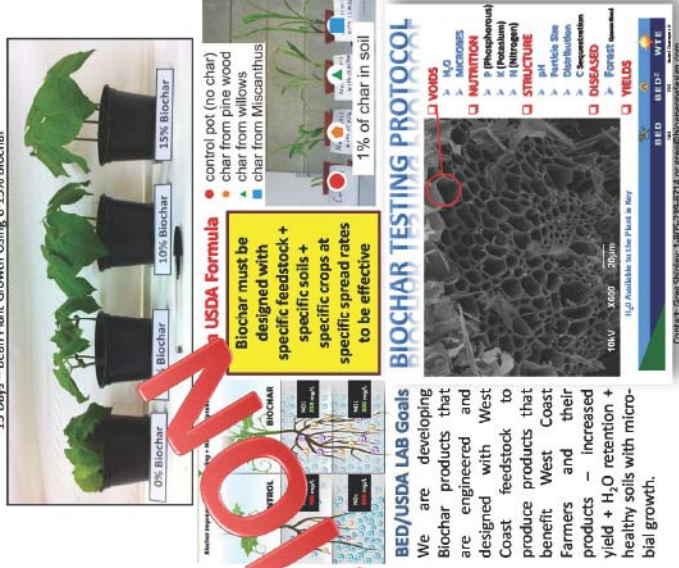 15 Days – Bean Plant Grown Using 0-15% Biochar
0% Biochar
% Biochar
10% Biochar
15% Biochar
NO!
USDA Formula
BIOCHAR
Biochar must be
designed with
specific feedstock +
specific soils +
specific crops at
specific spread rates
to be effective
control pot (no char)
char from pine wood
char from willows
char from Miscanthus
1% of char in soil
BED/USDA LAB Goals
We are developing
Biochar products that
are engineered and
designed with West
Coast feedstock to
produce products that
benefit West Coast
Farmers and their
products – increased
yield + H₂O retention +
healthy soils with micro-
bial growth.
BIOCHAR TESTING PROTOCOL
VOIDS
H₂O
MICROBES
NUTRITION
P (Phosphorous)
K (Potasium)
N (Nitrogen)
STRUCTURE
pH
Particle Size
Distribution
C Sequestration
DISEASED
Forest
YIELDS
10kV X600 20µm
H₂O Available to the Plant is Key
BED BED² WTE